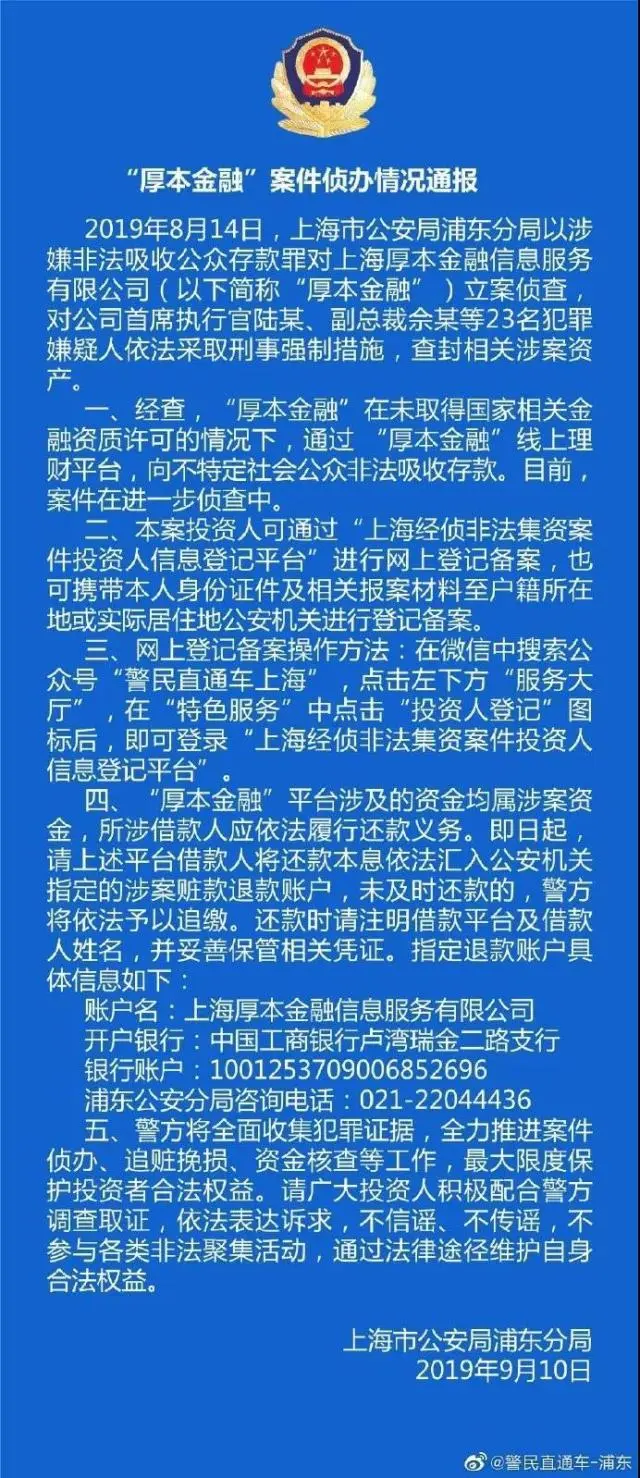 “厚本金融”案件侦办情况通报
2019年8月14日，上海市公安局浦东分局以涉
嫌非法吸收公众存款罪对上海厚本金融信息服务
有限公司（以下简称“厚本金融”）立案侦查，
对公司首席执行官陆某、副总裁佘某等23名犯罪
嫌疑人依法采取刑事强制措施，查封相关涉案资
产。
一、经查，“厚本金融”在未取得国家相关金
融资质许可的情况下，通过 “厚本金融”线上理
财平台，向不特定社会公众非法吸收存款。目前，
案件在进一步侦查中。
二、本案投资人可通过“上海经侦非法集资案
件投资人信息登记平台”进行网上登记备案，也
可携带本人身份证件及相关报案材料至户籍所在
地或实际居住地公安机关进行登记备案。
三、网上登记备案操作方法：在微信中搜索公
众号“警民直通车上海”，点击左下方“服务大
厅”，在“特色服务”中点击“投资人登记”图
标后，即可登录“上海经侦非法集资案件投资人
信息登记平台”。
四、“厚本金融”平台涉及的资金均属涉案资
金，所涉借款人应依法履行还款义务。即日起，
请上述平台借款人将还款本息依法汇入公安机关
指定的涉案赃款退款账户，未及时还款的，警方
将依法予以追缴。还款时请注明借款平台及借款
人姓名，并妥善保管相关凭证。指定退款账户具
体信息如下：
账户名：上海厚本金融信息服务有限公司
开户银行：中国工商银行卢湾瑞金二路支行
银行账户：1001253709006852696
浦东公安分局咨询电话：021-22044436
五、警方将全面收集犯罪证据，全力推进案件
侦办、追赃挽损、资金核查等工作，最大限度保
护投资者合法权益。请广大投资人积极配合警方
调查取证，依法表达诉求，不信谣、不传谣，不
参与各类非法聚集活动，通过法律途径维护自身
合法权益。
上海市公安局浦东分局
2019年9月10日
@警民直通车-浦东